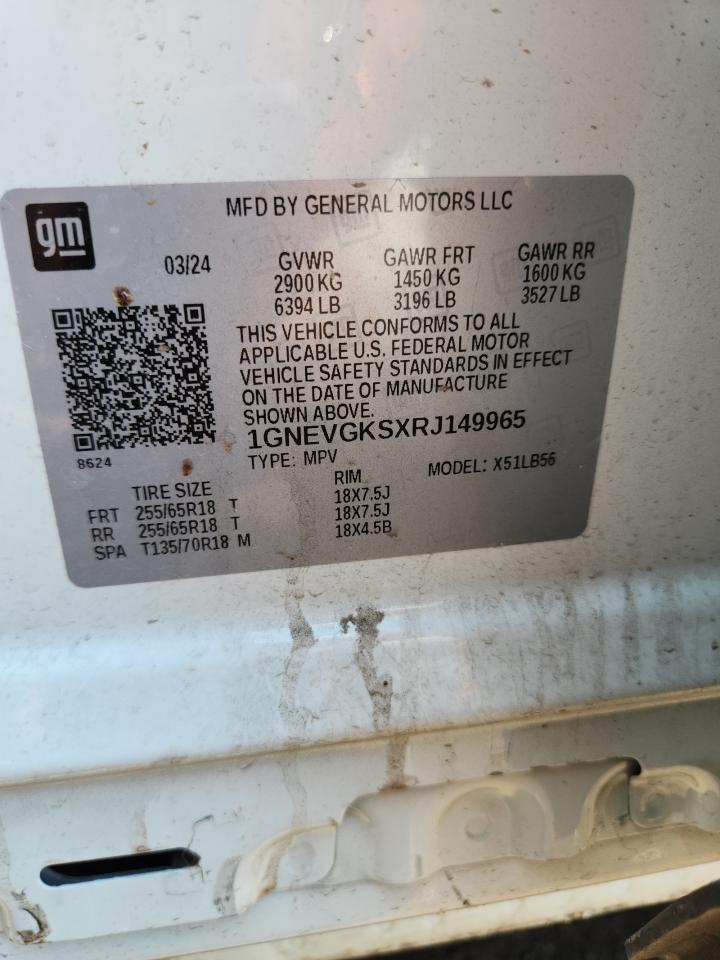 gm
MFD BY GENERAL MOTORS LLC
03/24 GVWR GAWR FRT GAWR RR
2900 KG 1450 KG 1600 KG
6394 LB 3196 LB 3527 LB
THIS VEHICLE CONFORMS TO ALL
APPLICABLE U.S. FEDERAL MOTOR
VEHICLE SAFETY STANDARDS IN EFFECT
ON THE DATE OF MANUFACTURE
SHOWN ABOVE.
1GNEVGKSXRJ149965
8624
TYPE: MPV MODEL: X51LB56
TIRE SIZE RIM
FRT 255/65R18 T 18X7.5J
RR 255/65R18 T 18X7.5J
SPA T135/70R18 M 18X4.5B